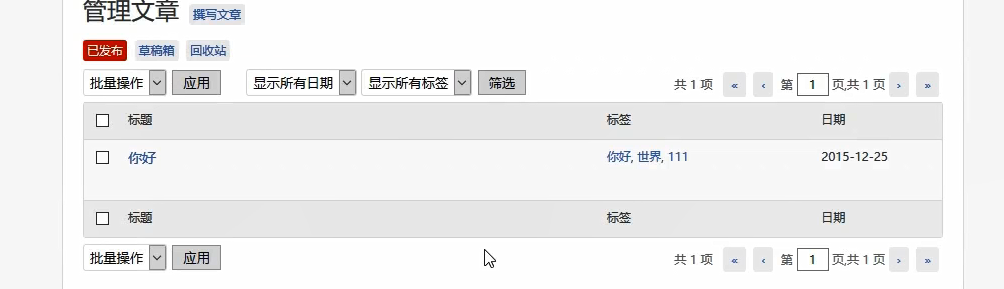 管理文章 撰写文章
已发布 草稿箱 回收站
批量操作 应用 显示所有日期 显示所有标签 筛选 共 1 项 « ‹ 第 1 页,共 1 页 › »
标题 标签 日期
你好 你好, 世界, 111 2015-12-25
标题 标签 日期
批量操作 应用 共 1 项 « ‹ 第 1 页,共 1 页 › »